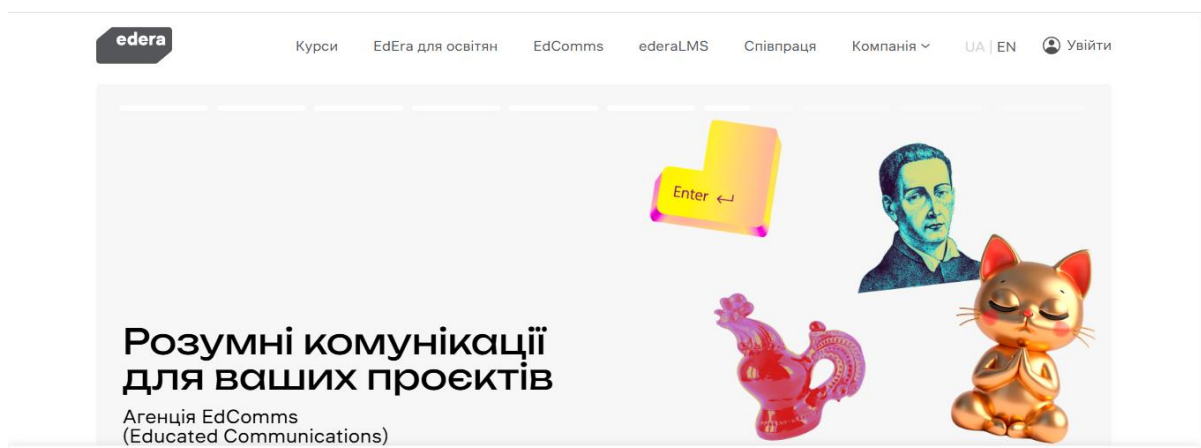 edera
Курси EdEra для освітян EdComms ederaLMS Співпраця Компанія UA | EN Увійти
Enter
Розумні комунікації
для ваших проєктів
Агенція EdComms
(Educated Communications)